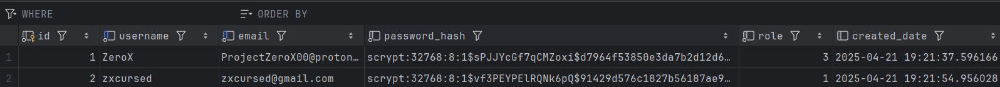 WHERE ORDER BY
id username email password_hash role created_date
1 1 ZeroX ProjectZeroX00@proton… scrypt:32768:8:1$sPJJYcGf7qCMZoxi$d7964f53850e3da7b2d12d6… 3 2025-04-21 19:21:37.596166
2 2 zxcursed zxcursed@gmail.com scrypt:32768:8:1$vf3PEYPElRQNk6pQ$91429d576c1827b56187ae9… 1 2025-04-21 19:21:54.956028